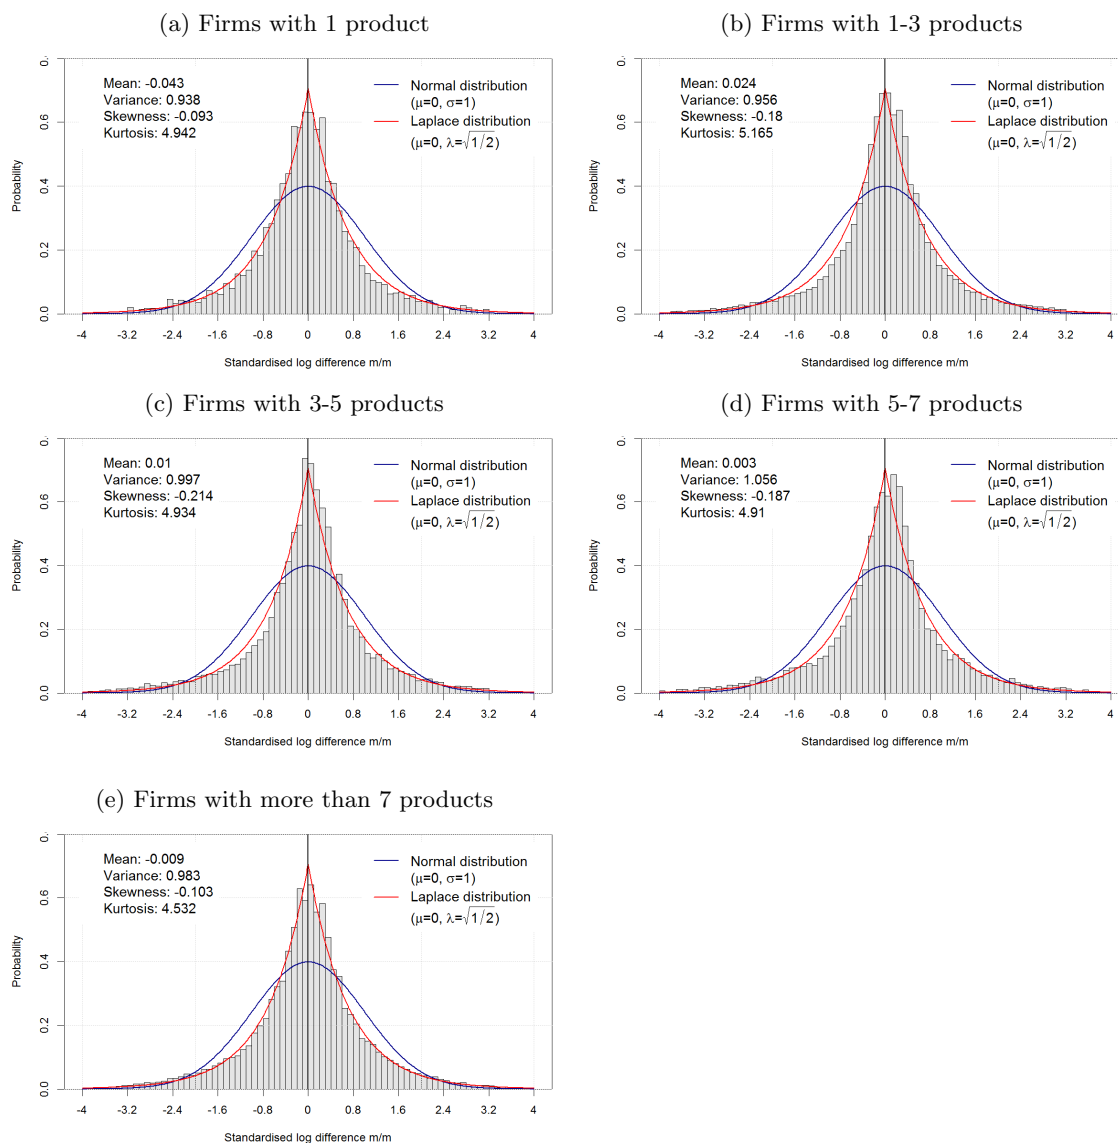 (a) Firms with 1 product
Mean: -0.043
Variance: 0.938
Skewness: -0.093
Kurtosis: 4.942
Normal distribution
(μ=0, σ=1)
Laplace distribution
(μ=0, λ=√1/2)
Probability
0.0
0.2
0.4
0.6
0.
-4 -3.2 -2.4 -1.6 -0.8 0 0.8 1.6 2.4 3.2 4
Standardised log difference m/m
(b) Firms with 1-3 products
Mean: 0.024
Variance: 0.956
Skewness: -0.18
Kurtosis: 5.165
Normal distribution
(μ=0, σ=1)
Laplace distribution
(μ=0, λ=√1/2)
Probability
0.0
0.2
0.4
0.6
0.
-4 -3.2 -2.4 -1.6 -0.8 0 0.8 1.6 2.4 3.2 4
Standardised log difference m/m
(c) Firms with 3-5 products
Mean: 0.01
Variance: 0.997
Skewness: -0.214
Kurtosis: 4.934
Normal distribution
(μ=0, σ=1)
Laplace distribution
(μ=0, λ=√1/2)
Probability
0.0
0.2
0.4
0.6
0.
-4 -3.2 -2.4 -1.6 -0.8 0 0.8 1.6 2.4 3.2 4
Standardised log difference m/m
(d) Firms with 5-7 products
Mean: 0.003
Variance: 1.056
Skewness: -0.187
Kurtosis: 4.91
Normal distribution
(μ=0, σ=1)
Laplace distribution
(μ=0, λ=√1/2)
Probability
0.0
0.2
0.4
0.6
0.
-4 -3.2 -2.4 -1.6 -0.8 0 0.8 1.6 2.4 3.2 4
Standardised log difference m/m
(e) Firms with more than 7 products
Mean: -0.009
Variance: 0.983
Skewness: -0.103
Kurtosis: 4.532
Normal distribution
(μ=0, σ=1)
Laplace distribution
(μ=0, λ=√1/2)
Probability
0.0
0.2
0.4
0.6
0.
-4 -3.2 -2.4 -1.6 -0.8 0 0.8 1.6 2.4 3.2 4
Standardised log difference m/m